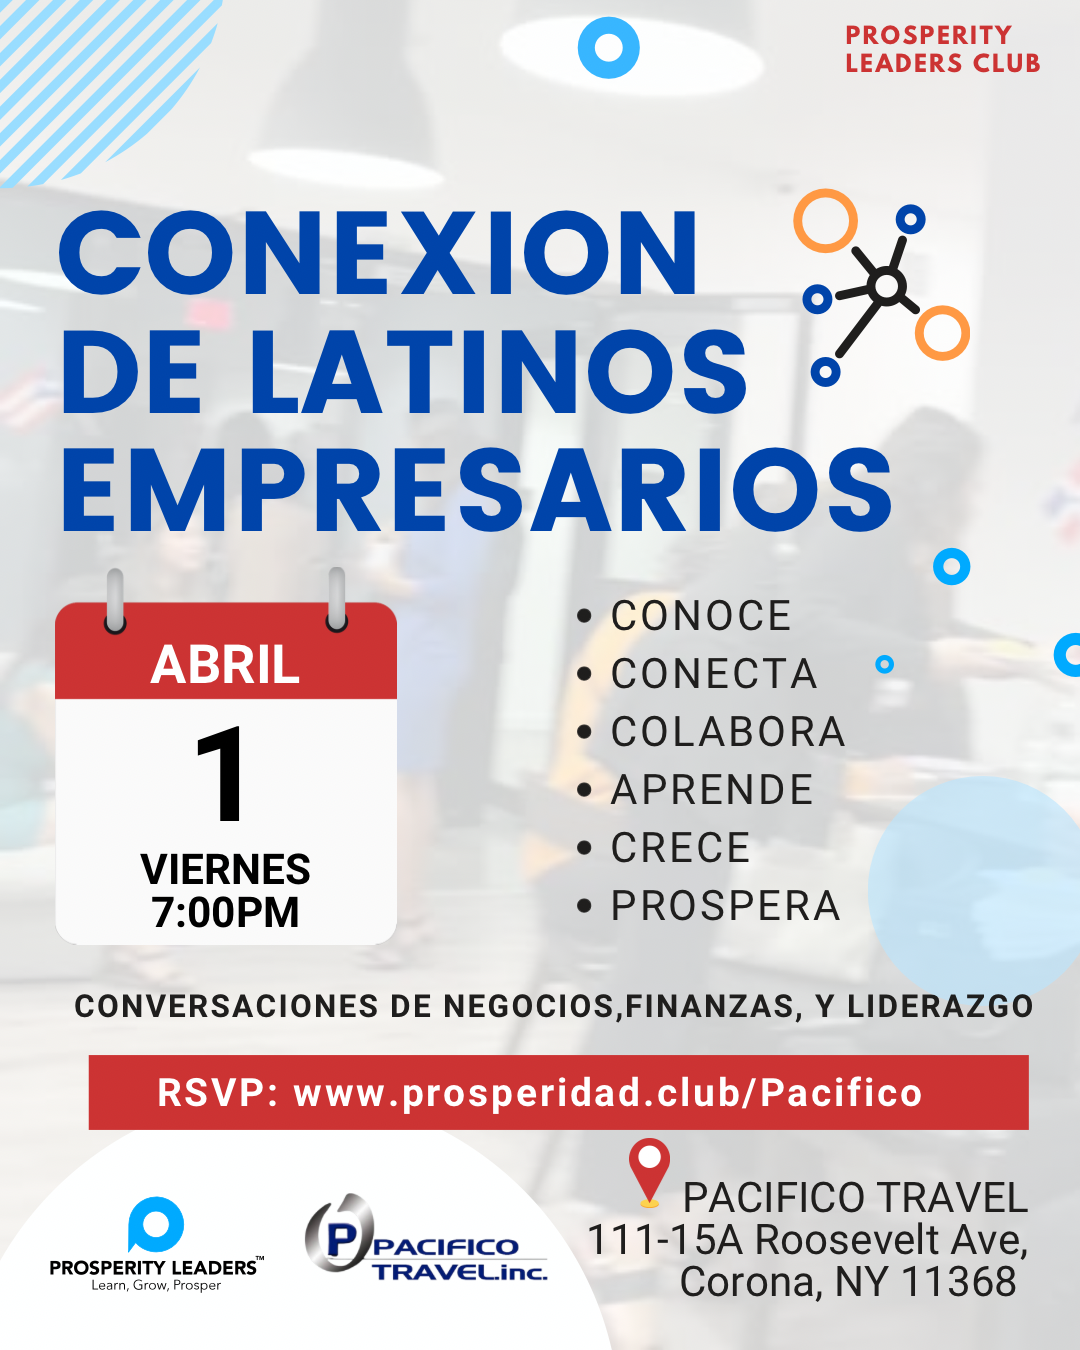 PROSPERITY
LEADERS CLUB
CONEXION
DE LATINOS
EMPRESARIOS
ABRIL
1
VIERNES
7:00PM
• CONOCE
• CONECTA
• COLABORA
• APRENDE
• CRECE
• PROSPERA
CONVERSACIONES DE NEGOCIOS,FINANZAS, Y LIDERAZGO
RSVP: www.prosperidad.club/Pacifico
PROSPERITY LEADERS™
Learn, Grow, Prosper
P PACIFICO
TRAVEL.inc.
PACIFICO TRAVEL
111-15A Roosevelt Ave,
Corona, NY 11368